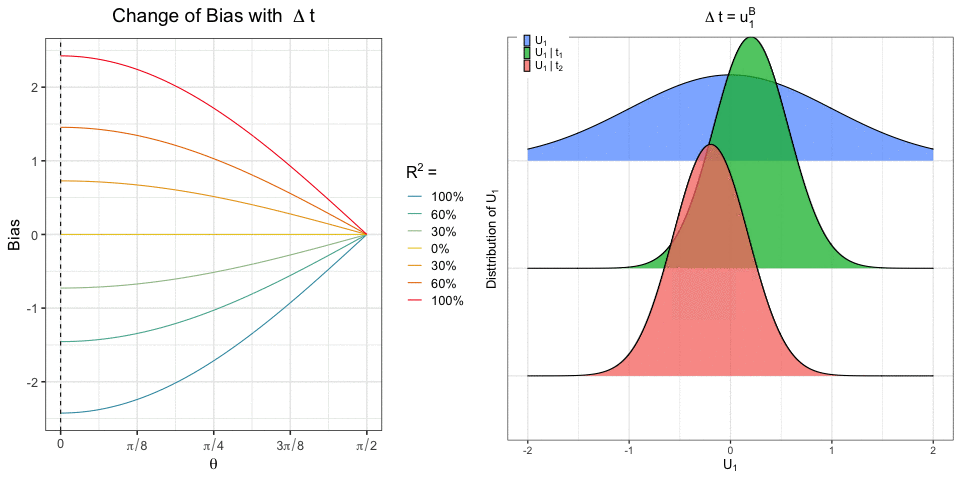 Change of Bias with Δ t
2
1
0
-1
-2
Bias
0
π/8
π/4
3π/8
π/2
θ
R² =
100%
60%
30%
0%
30%
60%
100%
Δ t = u₁ᴮ
U₁
U₁ | t₁
U₁ | t₂
Disttribution of U₁
-2
-1
0
1
2
U₁